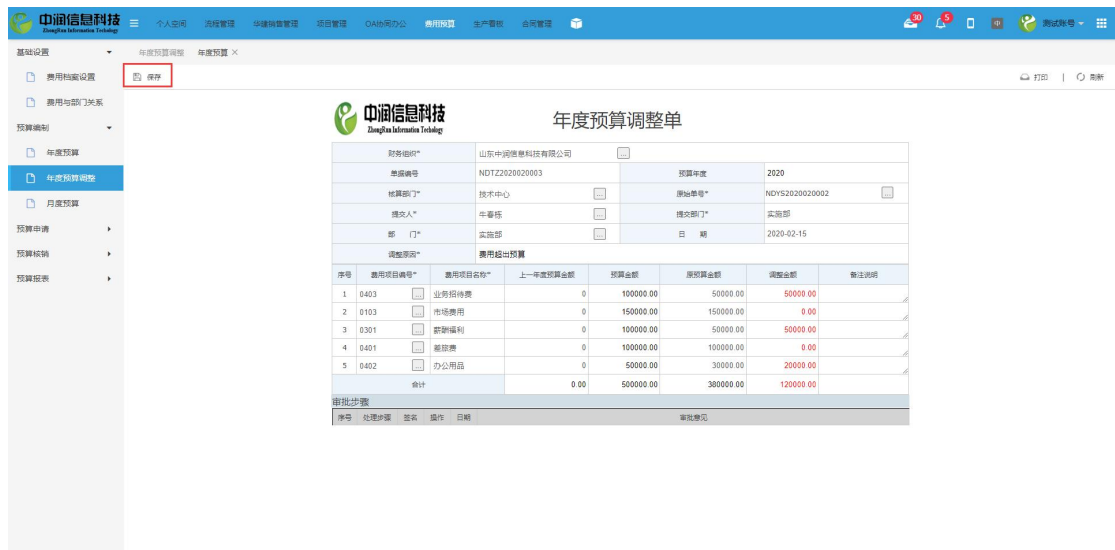 中润信息科技 ZhongRun Information Techology 个人空间 流程管理 华建销售管理 项目管理 OA协同办公 费用预算 生产看板 合同管理 30 5 中 测试账号
基础设置 年度预算调整 年度预算 ×
费用档案设置 保存 打印 | 刷新
费用与部门关系
预算编制
年度预算
年度预算调整
月度预算
预算申请
预算核销
预算报表
中润信息科技 ZhongRun Information Techology 年度预算调整单
财务组织* 山东中润信息科技有限公司 ...
单据编号 NDTZ2020020003 预算年度 2020
核算部门* 技术中心 ... 原始单号* NDYS2020020002 ...
提交人* 牛春栋 ... 提交部门* 实施部
部 门* 实施部 ... 日 期 2020-02-15
调整原因* 费用超出预算
序号 费用项目编号* 费用项目名称* 上一年度预算金额 预算金额 原预算金额 调整金额 备注说明
1 0403 ... 业务招待费 0 100000.00 50000.00 50000.00
2 0103 ... 市场费用 0 150000.00 150000.00 0.00
3 0301 ... 薪酬福利 0 100000.00 50000.00 50000.00
4 0401 ... 差旅费 0 100000.00 100000.00 0.00
5 0402 ... 办公用品 0 50000.00 30000.00 20000.00
合计 0.00 500000.00 380000.00 120000.00
审批步骤
序号 处理步骤 签名 操作 日期 审批意见